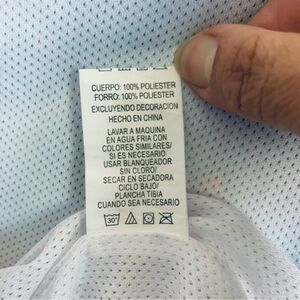 CUERPO: 100% POLIESTER
FORRO: 100% POLIESTER
EXCLUYENDO DECORACION
HECHO EN CHINA
LAVAR A MAQUINA
EN AGUA FRIA CON
COLORES SIMILARES/
SI ES NECESARIO
USAR BLANQUEADOR
SIN CLORO/
SECAR EN SECADORA
CICLO BAJO/
PLANCHA TIBIA
CUANDO SEA NECESARIO
30°